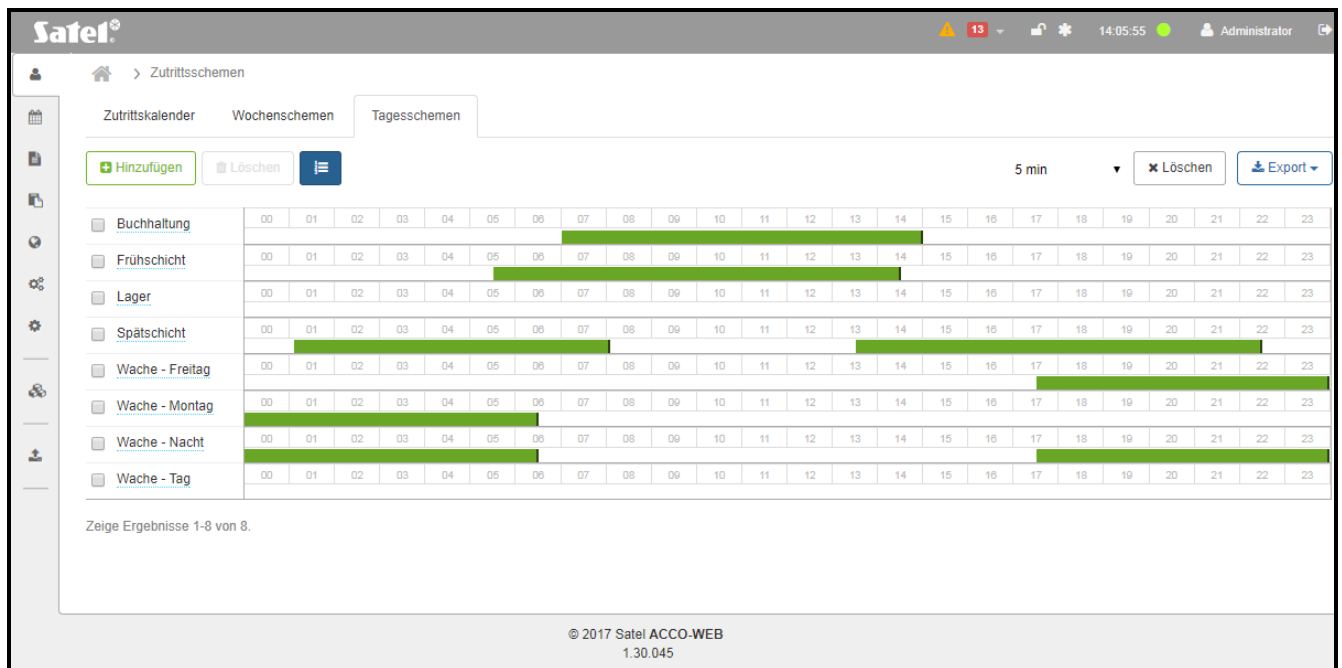 Satel®
13
14:05:55
Administrator
> Zutrittsschemen
Zutrittskalender Wochenschemen Tagesschemen
Hinzufügen Löschen 5 min Löschen Export
Buchhaltung 00 01 02 03 04 05 06 07 08 09 10 11 12 13 14 15 16 17 18 19 20 21 22 23
Frühschicht 00 01 02 03 04 05 06 07 08 09 10 11 12 13 14 15 16 17 18 19 20 21 22 23
Lager 00 01 02 03 04 05 06 07 08 09 10 11 12 13 14 15 16 17 18 19 20 21 22 23
Spätschicht 00 01 02 03 04 05 06 07 08 09 10 11 12 13 14 15 16 17 18 19 20 21 22 23
Wache - Freitag 00 01 02 03 04 05 06 07 08 09 10 11 12 13 14 15 16 17 18 19 20 21 22 23
Wache - Montag 00 01 02 03 04 05 06 07 08 09 10 11 12 13 14 15 16 17 18 19 20 21 22 23
Wache - Nacht 00 01 02 03 04 05 06 07 08 09 10 11 12 13 14 15 16 17 18 19 20 21 22 23
Wache - Tag 00 01 02 03 04 05 06 07 08 09 10 11 12 13 14 15 16 17 18 19 20 21 22 23
Zeige Ergebnisse 1-8 von 8.
© 2017 Satel ACCO-WEB
1.30.045